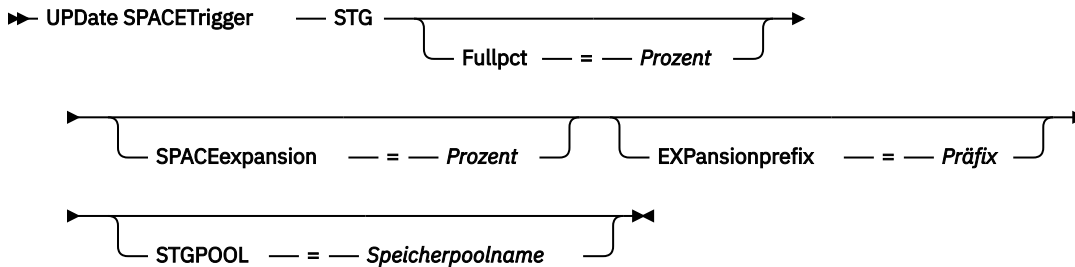 UPDate SPACETrigger STG
Fullpct = Prozent
SPACEexpansion = Prozent EXPansionprefix = Präfix
STGPOOL = Speicherpoolname